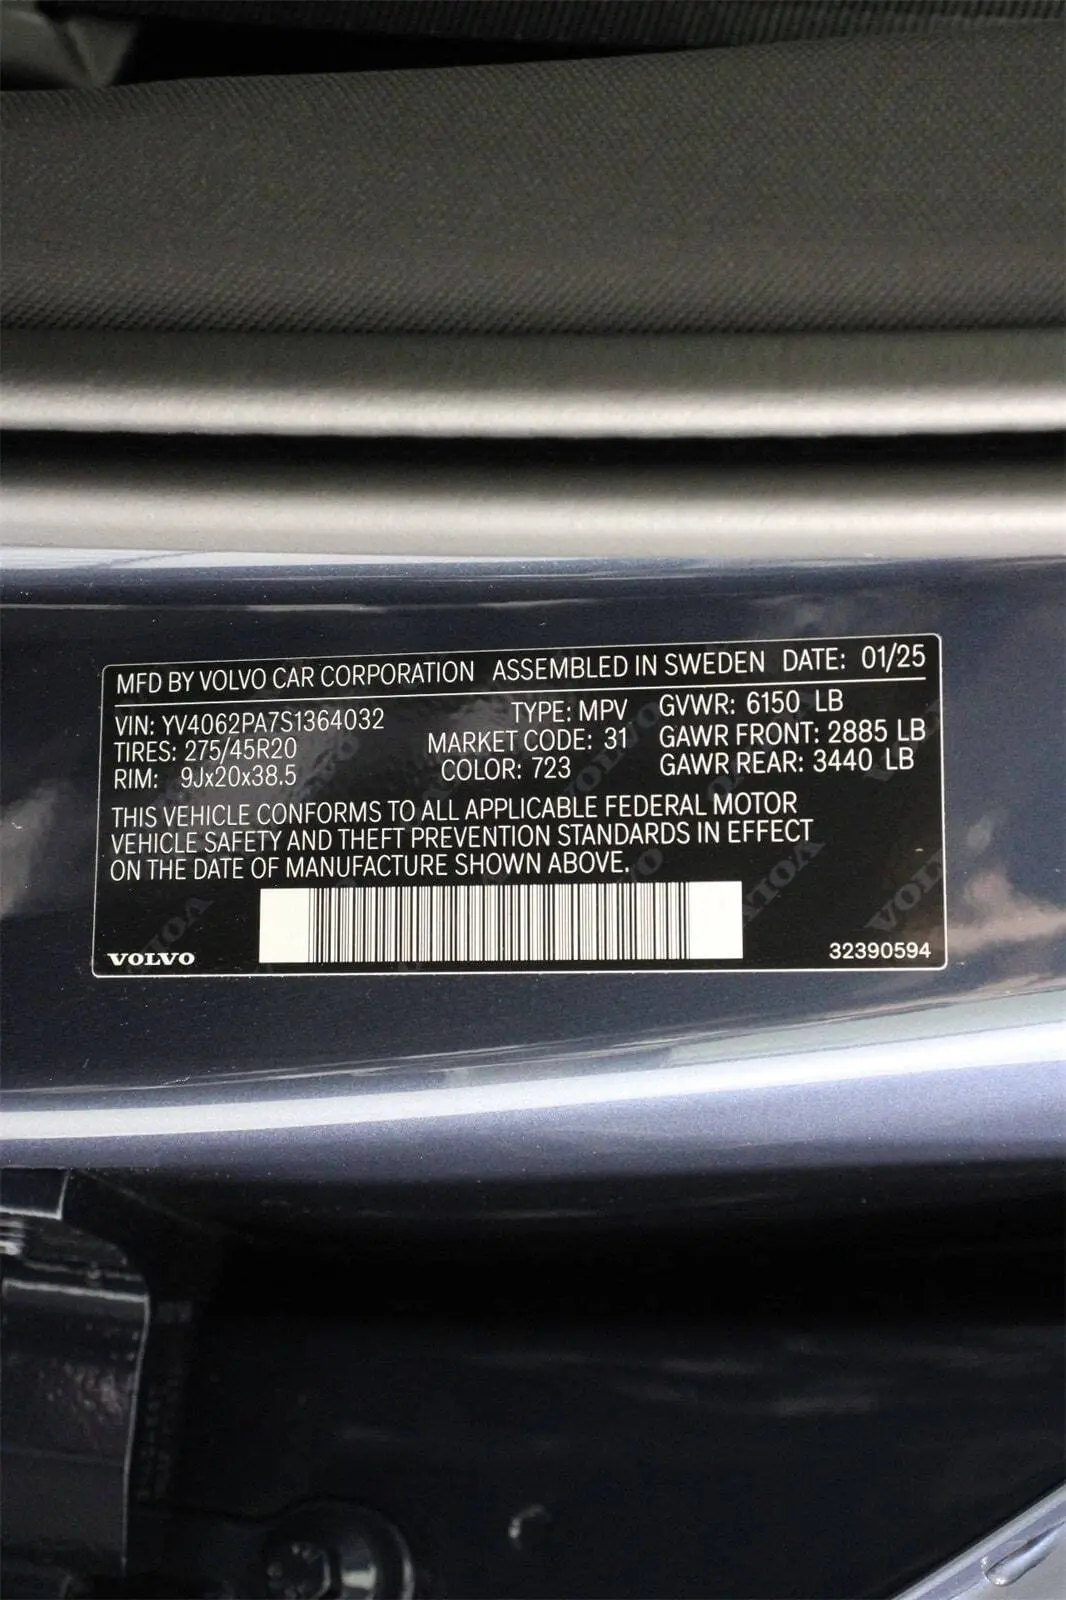 MFD BY VOLVO CAR CORPORATION ASSEMBLED IN SWEDEN DATE: 01/25
VIN: YV4062PA7S1364032 TYPE: MPV GVWR: 6150 LB
TIRES: 275/45R20 MARKET CODE: 31 GAWR FRONT: 2885 LB
RIM: 9Jx20x38.5 COLOR: 723 GAWR REAR: 3440 LB
THIS VEHICLE CONFORMS TO ALL APPLICABLE FEDERAL MOTOR
VEHICLE SAFETY AND THEFT PREVENTION STANDARDS IN EFFECT
ON THE DATE OF MANUFACTURE SHOWN ABOVE.
VOLVO 32390594